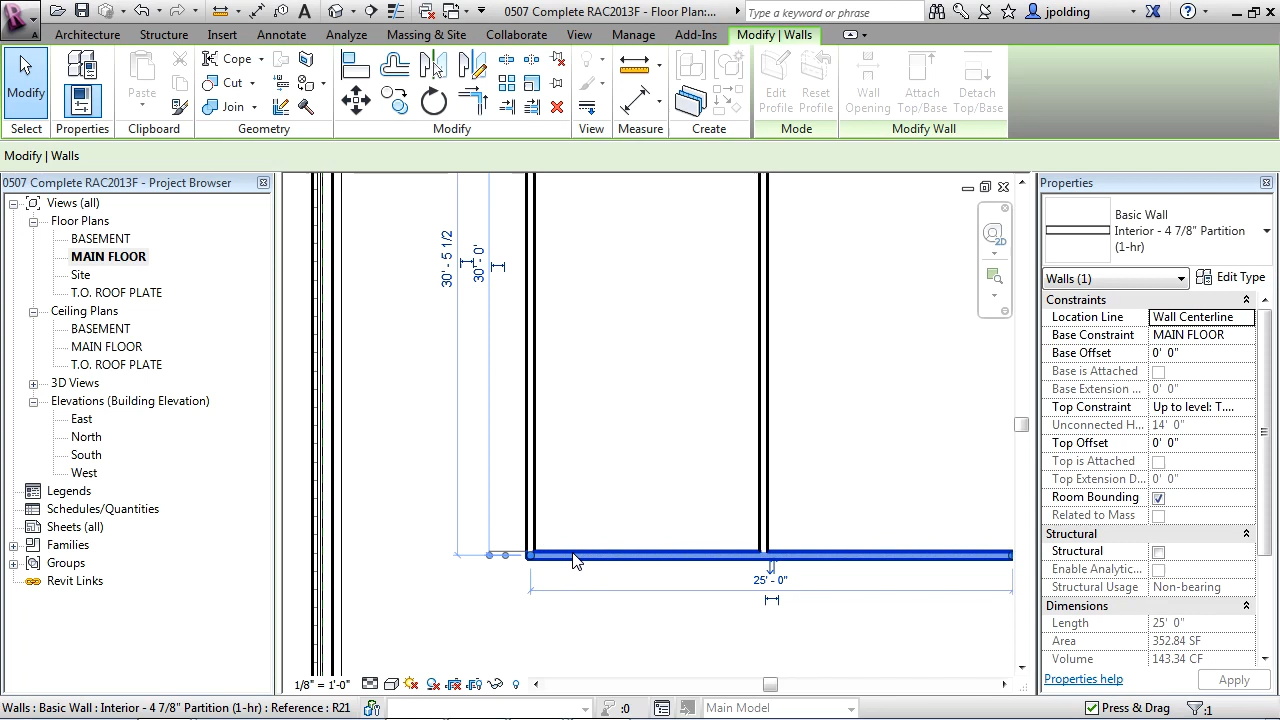 0507 Complete RAC2013F - Floor Plan:...
Type a keyword or phrase
jpolding
Architecture
Structure
Insert
Annotate
Analyze
Massing & Site
Collaborate
View
Manage
Add-Ins
Modify | Walls
Modify
Paste
Cope
Cut
Join
Edit
Profile
Reset
Profile
Wall
Opening
Attach
Top/Base
Detach
Top/Base
Select
Properties
Clipboard
Geometry
Modify
View
Measure
Create
Mode
Modify Wall
Modify | Walls
0507 Complete RAC2013F - Project Browser
Views (all)
Floor Plans
BASEMENT
MAIN FLOOR
Site
T.O. ROOF PLATE
Ceiling Plans
BASEMENT
MAIN FLOOR
T.O. ROOF PLATE
3D Views
Elevations (Building Elevation)
East
North
South
West
Legends
Schedules/Quantities
Sheets (all)
Families
Groups
Revit Links
30' - 5 1/2
30' - 0"
25' - 0"
2D
Properties
Basic Wall
Interior - 4 7/8" Partition
(1-hr)
Walls (1)
Edit Type
Constraints
Location Line Wall Centerline
Base Constraint MAIN FLOOR
Base Offset 0' 0"
Base is Attached
Base Extension ... 0' 0"
Top Constraint Up to level: T....
Unconnected H... 14' 0"
Top Offset 0' 0"
Top is Attached
Top Extension D... 0' 0"
Room Bounding
Related to Mass
Structural
Structural
Enable Analytic...
Structural Usage Non-bearing
Dimensions
Length 25' 0"
Area 352.84 SF
Volume 143.34 CF
Properties help
Apply
1/8" = 1'-0"
Walls : Basic Wall : Interior - 4 7/8" Partition (1-hr) : Reference : R21
:0
Main Model
Press & Drag
:1